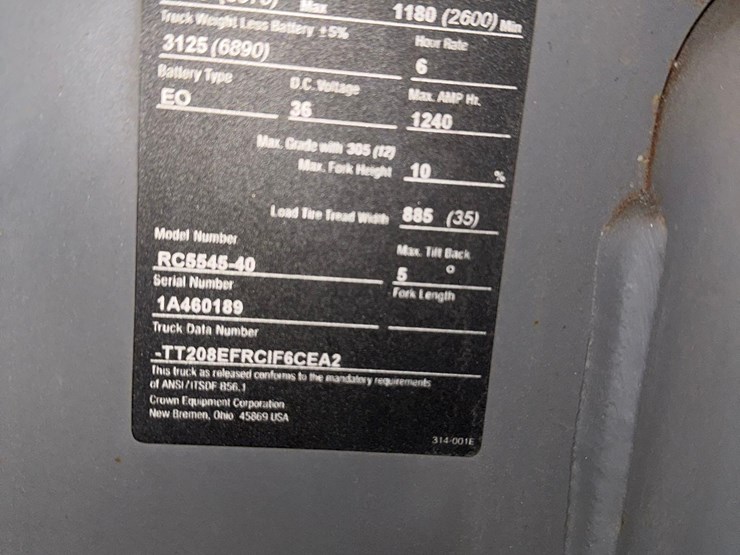 Max 1180 (2600) Min
Truck Weight Less Battery ±5% Hour Rate
3125 (6890) 6
Battery Type D.C. Voltage Max. AMP Hr.
EO 36 1240
Max. Grade with 305 (12)
Max. Fork Height 10 %
Load Tire Tread Width 885 (35)
Model Number Max. Tilt Back
RC5545-40 5 °
Serial Number Fork Length
1A460189
Truck Data Number
-TT208EFRCIF6CEA2
This truck as released conforms to the mandatory requirements
of ANSI/ITSDF B56.1
Crown Equipment Corporation
New Bremen, Ohio 45869 USA
314-001E